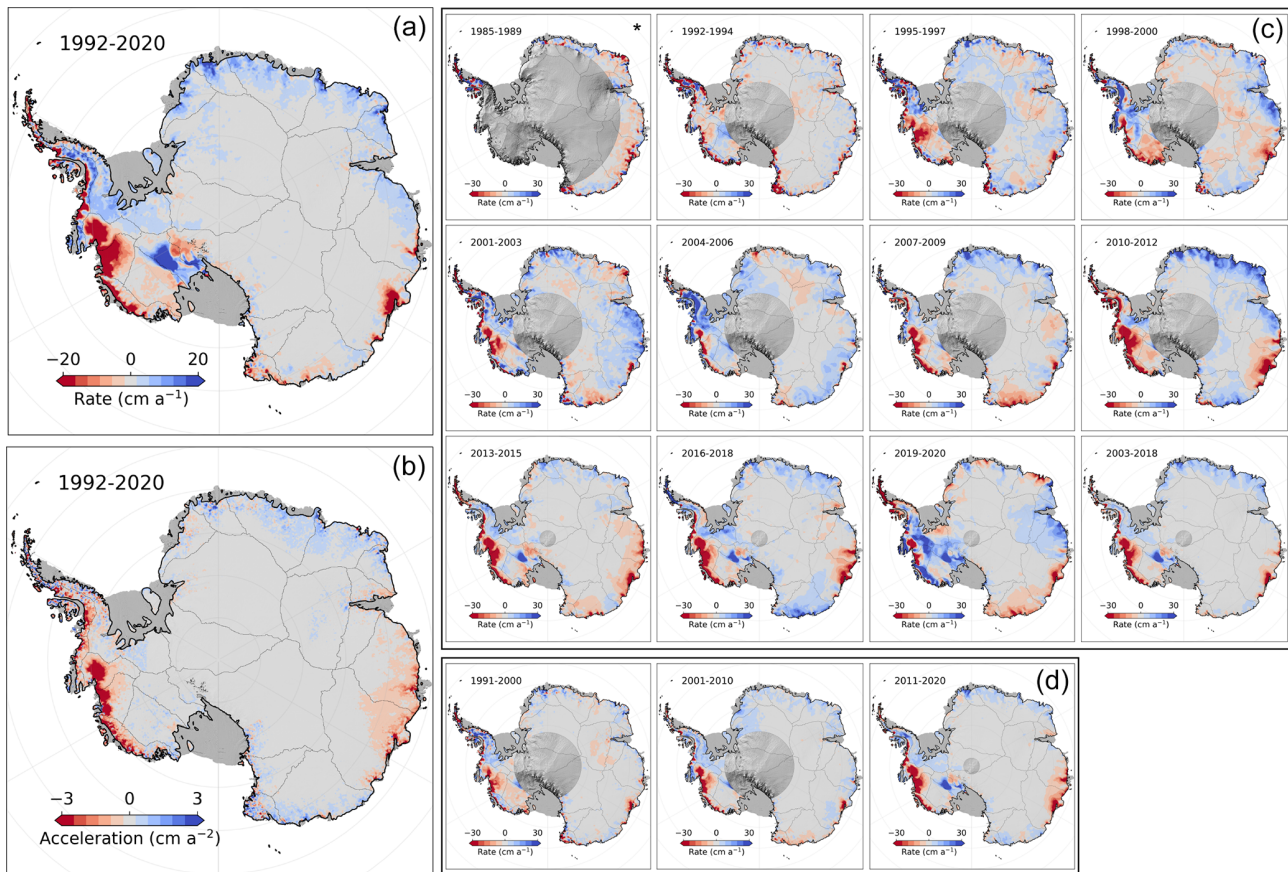 (a)
1992-2020
−20 0 20
Rate (cm a⁻¹)
(b)
1992-2020
−3 0 3
Acceleration (cm a⁻²)
(c)
1985-1989 *
−30 0 30
Rate (cm a⁻¹)
1992-1994
−30 0 30
Rate (cm a⁻¹)
1995-1997
−30 0 30
Rate (cm a⁻¹)
1998-2000
−30 0 30
Rate (cm a⁻¹)
2001-2003
−30 0 30
Rate (cm a⁻¹)
2004-2006
−30 0 30
Rate (cm a⁻¹)
2007-2009
−30 0 30
Rate (cm a⁻¹)
2010-2012
−30 0 30
Rate (cm a⁻¹)
2013-2015
−30 0 30
Rate (cm a⁻¹)
2016-2018
−30 0 30
Rate (cm a⁻¹)
2019-2020
−30 0 30
Rate (cm a⁻¹)
2003-2018
−30 0 30
Rate (cm a⁻¹)
(d)
1991-2000
−30 0 30
Rate (cm a⁻¹)
2001-2010
−30 0 30
Rate (cm a⁻¹)
2011-2020
−30 0 30
Rate (cm a⁻¹)